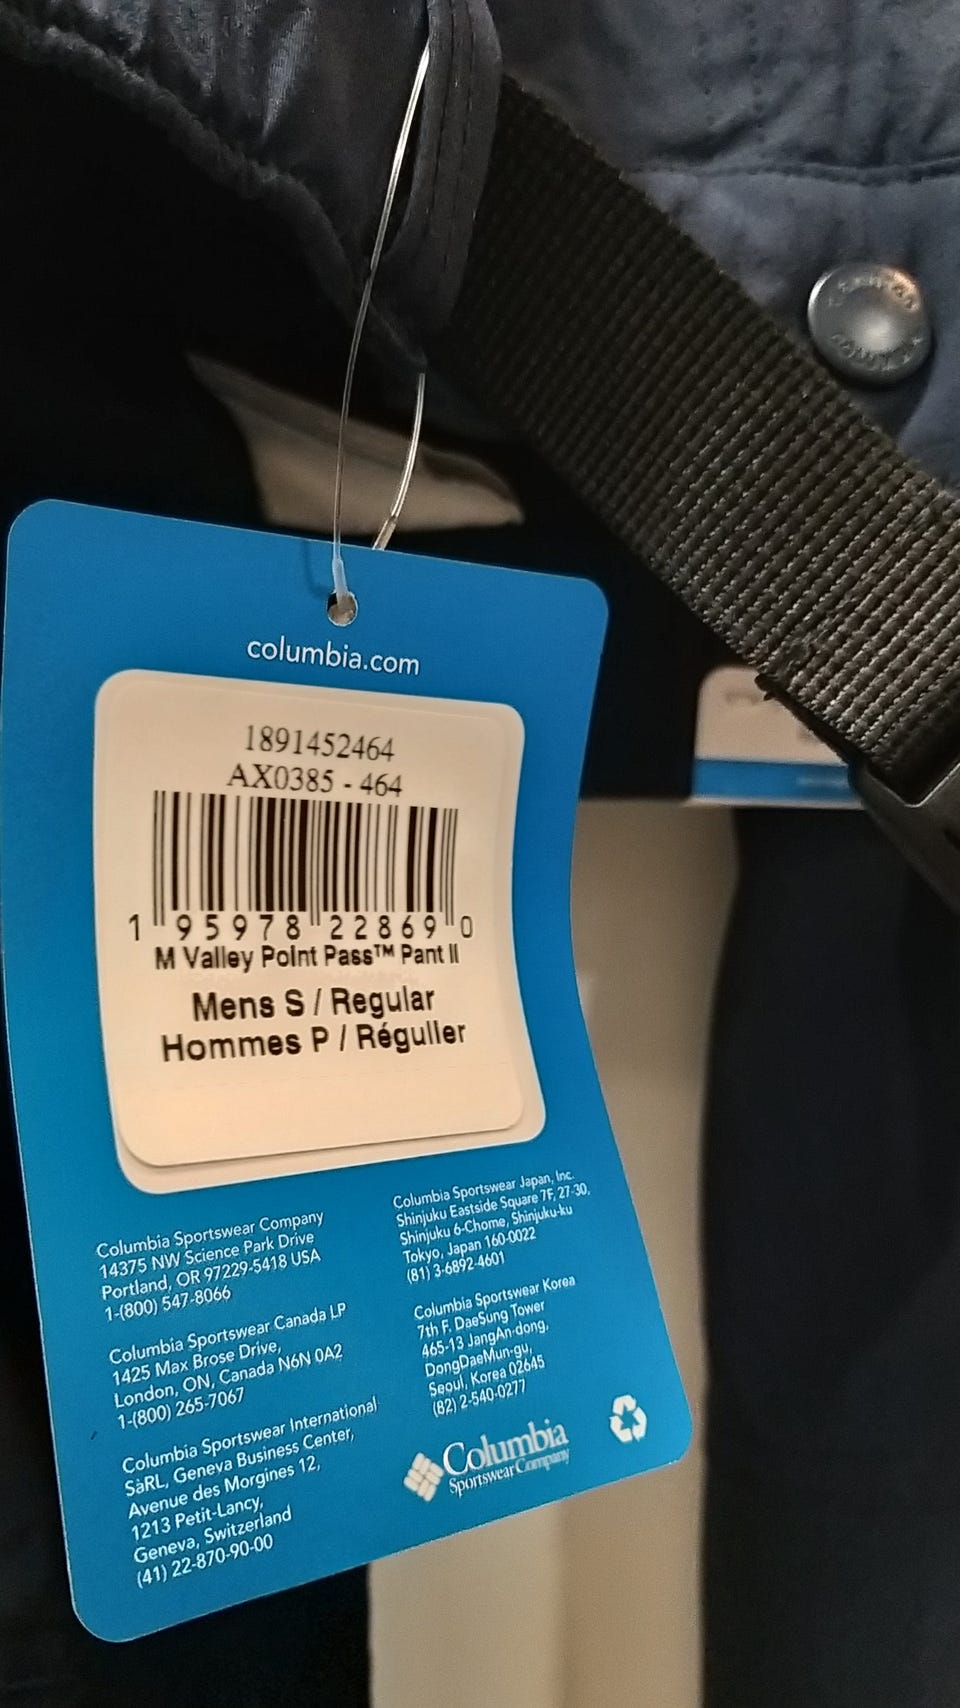 columbia.com
1891452464
AX0385 - 464
1 95978 22869 0
M Valley Point Pass™ Pant II
Mens S / Regular
Hommes P / Régulier
Columbia Sportswear Company
14375 NW Science Park Drive
Portland, OR 97229-5418 USA
1-(800) 547-8066
Columbia Sportswear Canada LP
1425 Max Brose Drive,
London, ON, Canada N6N 0A2
1-(800) 265-7067
Columbia Sportswear International
SàRL, Geneva Business Center,
Avenue des Morgines 12,
1213 Petit-Lancy,
Geneva, Switzerland
(41) 22-870-90-00
Columbia Sportswear Japan, Inc.
Shinjuku Eastside Square 7F, 27-30,
Shinjuku 6-Chome, Shinjuku-ku
Tokyo, Japan 160-0022
(81) 3-6892-4601
Columbia Sportswear Korea
7th F. DaeSung Tower
465-13 JangAn-dong,
DongDaeMun-gu,
Seoul, Korea 02645
(82) 2-540-0277
Columbia
Sportswear Company